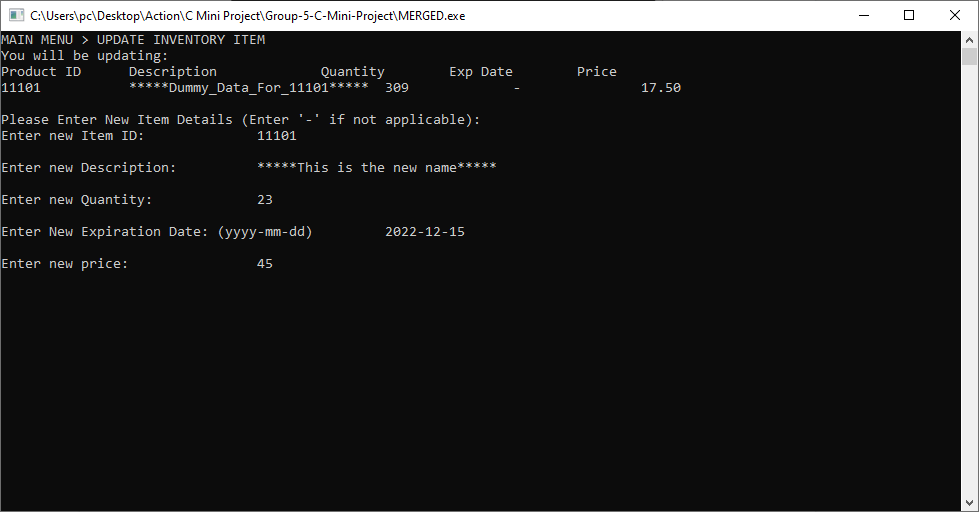 C:\Users\pc\Desktop\Action\C Mini Project\Group-5-C-Mini-Project\MERGED.exe
MAIN MENU > UPDATE INVENTORY ITEM
You will be updating:
Product ID      Description             Quantity        Exp Date        Price
11101           *****Dummy_Data_For_11101*****  309             -               17.50
Please Enter New Item Details (Enter '-' if not applicable):
Enter new Item ID:              11101
Enter new Description:          *****This is the new name*****
Enter new Quantity:             23
Enter New Expiration Date: (yyyy-mm-dd)         2022-12-15
Enter new price:                45